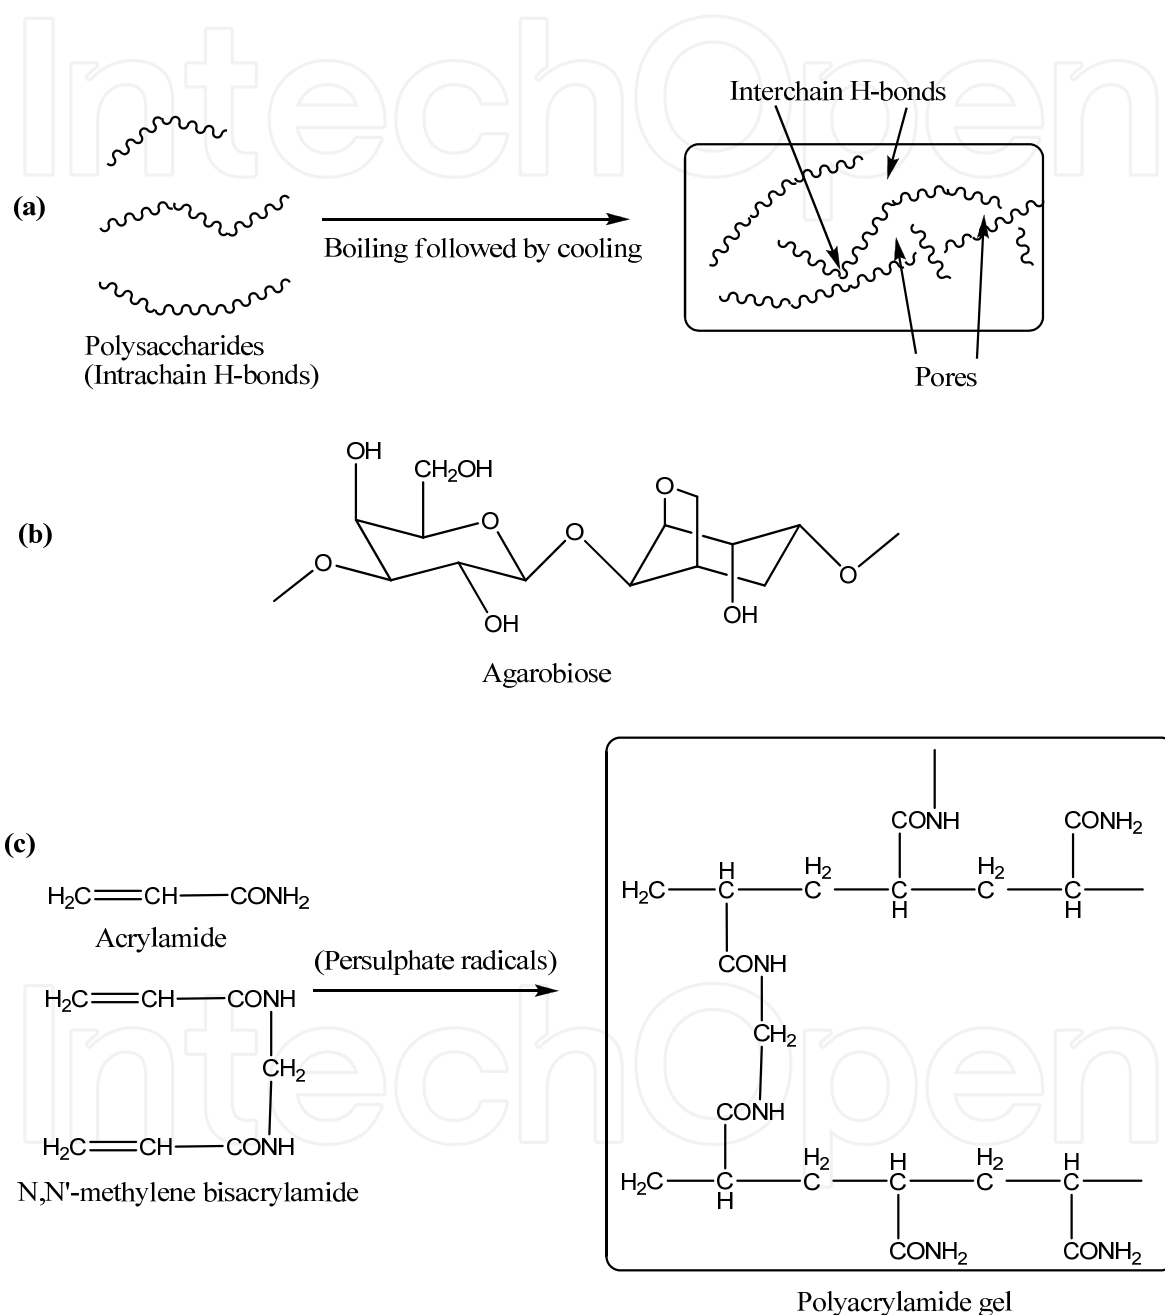 IntechOpen
Interchain H-bonds
(a)
Boiling followed by cooling
Polysaccharides
(Intrachain H-bonds)
Pores
OH
CH₂OH
O
O
O
O
(b)
O
OH
OH
Agarobiose
(c)
CONH
CONH₂
H₂C CH CONH₂
Acrylamide
H₂C
H
C
H₂
C
C
H
H₂
C
C
H
CONH
(Persulphate radicals)
H₂C CH CONH
CH₂
CH₂
H₂C CH CONH
N,N'-methylene bisacrylamide
CONH
H₂C
C
H
H₂
C
H
C
H₂
C
H
C
CONH₂
CONH₂
IntechOpen
Polyacrylamide gel